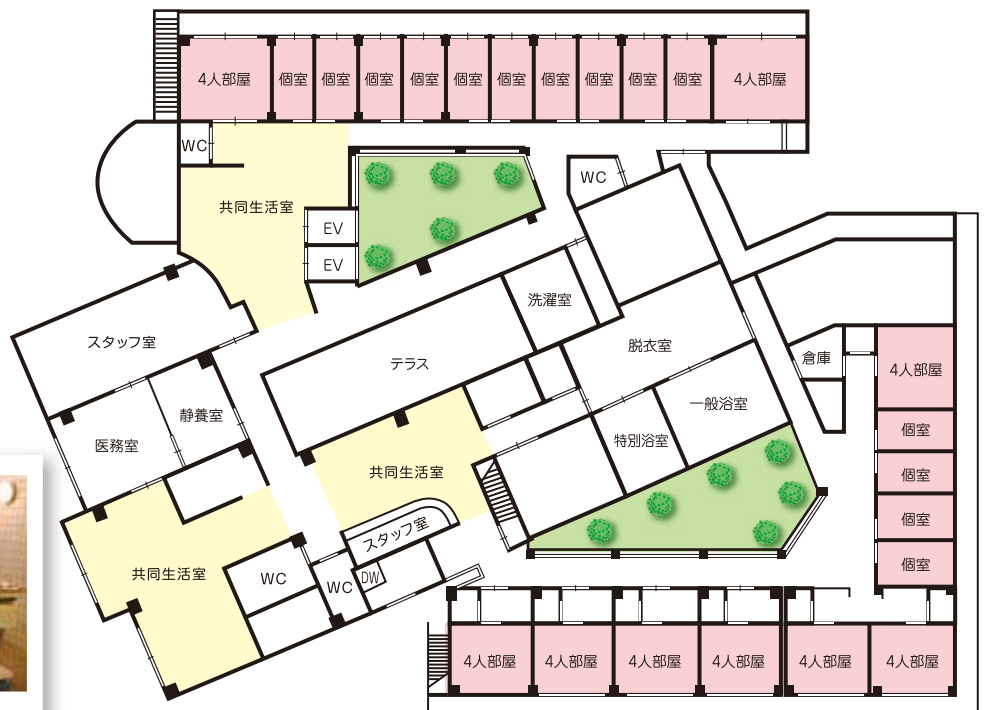 4人部屋
個室
個室
個室
個室
個室
個室
個室
個室
個室
個室
4人部屋
WC
WC
共同生活室
EV
EV
洗濯室
スタッフ室
テラス
脱衣室
倉庫
4人部屋
静養室
医務室
一般浴室
個室
特別浴室
共同生活室
個室
個室
スタッフ室
個室
共同生活室
WC
WC
DW
4人部屋
4人部屋
4人部屋
4人部屋
4人部屋
4人部屋